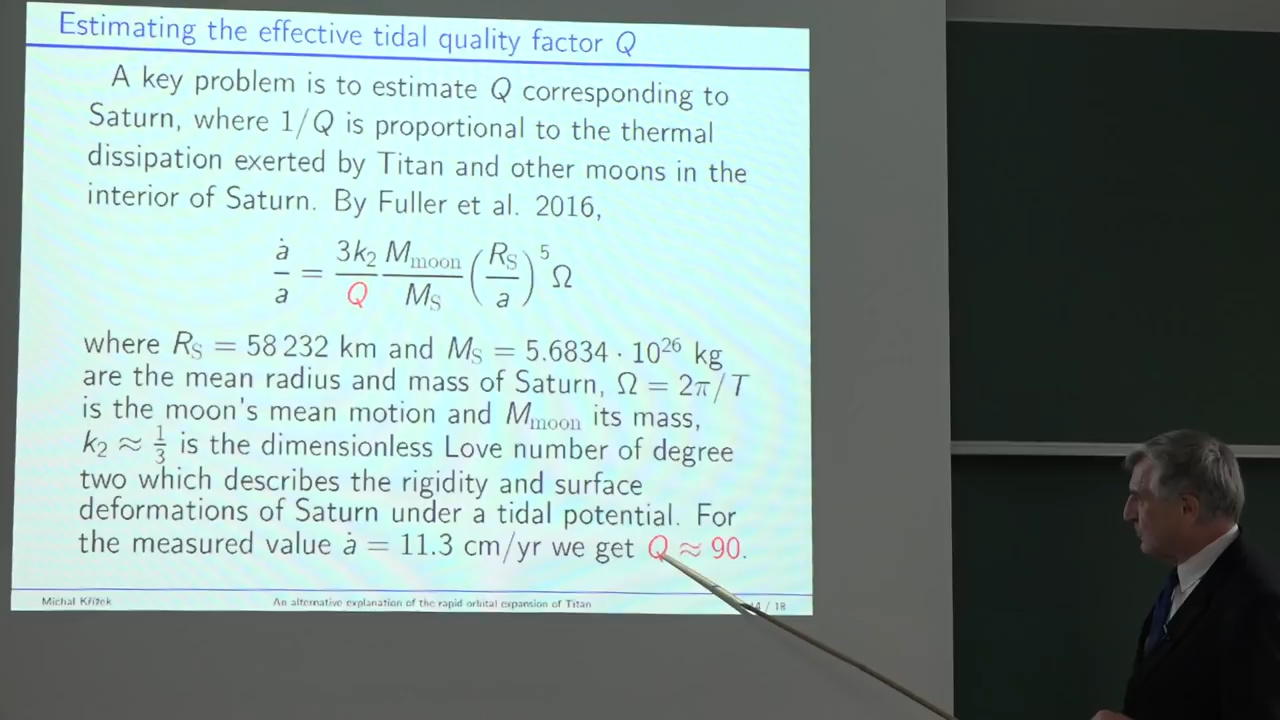 Estimating the effective tidal quality factor Q
A key problem is to estimate Q corresponding to
Saturn, where 1/Q is proportional to the thermal
dissipation exerted by Titan and other moons in the
interior of Saturn. By Fuller et al. 2016,
ȧ/a = 3k₂/Q M_moon/M_S (R_S/a)⁵ Ω
where R_S = 58 232 km and M_S = 5.6834 · 10²⁶ kg
are the mean radius and mass of Saturn, Ω = 2π/T
is the moon's mean motion and M_moon its mass,
k₂ ≈ 1/3 is the dimensionless Love number of degree
two which describes the rigidity and surface
deformations of Saturn under a tidal potential. For
the measured value ȧ = 11.3 cm/yr we get Q ≈ 90.
Michal Křížek An alternative explanation of the rapid orbital expansion of Titan 14 / 18